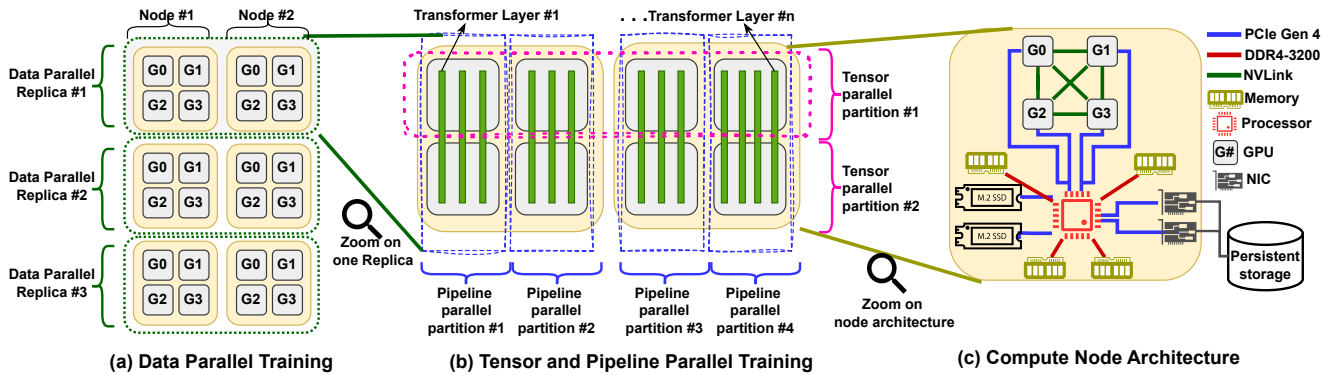 Node #1
Node #2
Data Parallel
Replica #1
G0 G1
G2 G3
G0 G1
G2 G3
Data Parallel
Replica #2
G0 G1
G2 G3
G0 G1
G2 G3
Data Parallel
Replica #3
G0 G1
G2 G3
G0 G1
G2 G3
(a) Data Parallel Training
Zoom on
one Replica
Transformer Layer #1
. . .Transformer Layer #n
Tensor
parallel
partition #1
Tensor
parallel
partition #2
Pipeline
parallel
partition #1
Pipeline
parallel
partition #2
Pipeline
parallel
partition #3
Pipeline
parallel
partition #4
(b) Tensor and Pipeline Parallel Training
Zoom on
node architecture
G0 G1
G2 G3
M.2 SSD
M.2 SSD
Persistent
storage
PCIe Gen 4
DDR4-3200
NVLink
Memory
Processor
G# GPU
NIC
(c) Compute Node Architecture